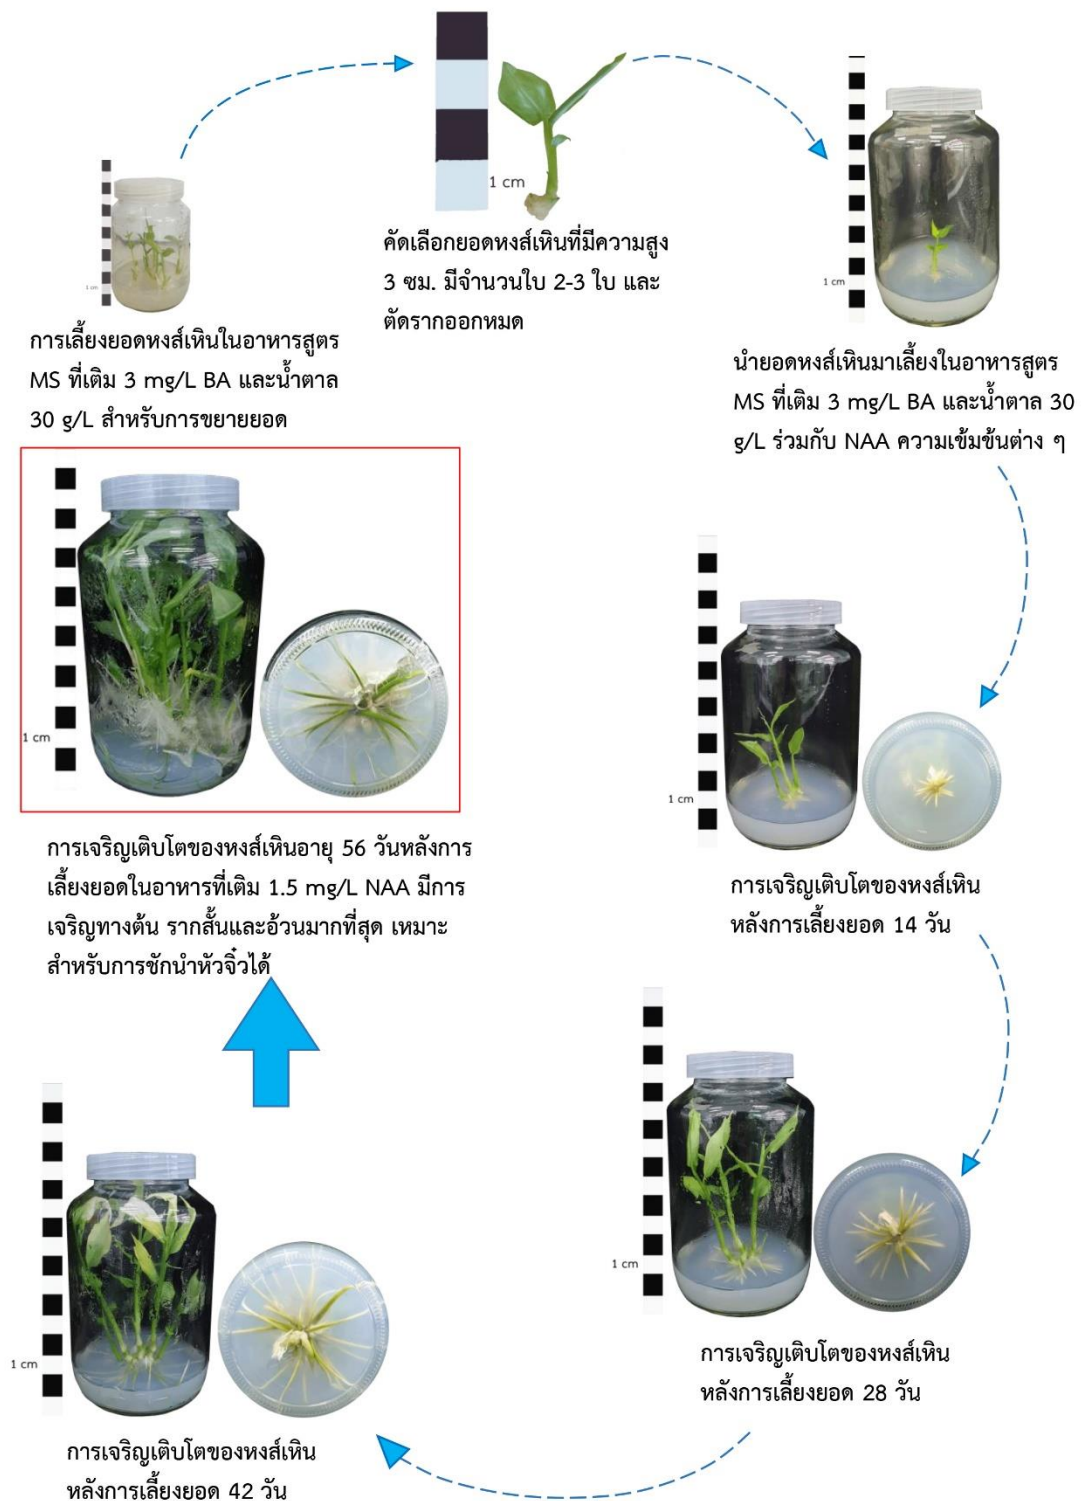 1 cm
คัดเลือกยอดหงส์เหินที่มีความสูง
3 ซม. มีจำนวนใบ 2-3 ใบ และ
ตัดรากออกหมด
1 cm
การเลี้ยงยอดหงส์เหินในอาหารสูตร
MS ที่เติม 3 mg/L BA และน้ำตาล
30 g/L สำหรับการขยายยอด
1 cm
นำยอดหงส์เหินมาเลี้ยงในอาหารสูตร
MS ที่เติม 3 mg/L BA และน้ำตาล 30
g/L ร่วมกับ NAA ความเข้มข้นต่าง ๆ
1 cm
การเจริญเติบโตของหงส์เหิน
หลังการเลี้ยงยอด 14 วัน
1 cm
การเจริญเติบโตของหงส์เหิน
หลังการเลี้ยงยอด 28 วัน
1 cm
การเจริญเติบโตของหงส์เหิน
หลังการเลี้ยงยอด 42 วัน
1 cm
การเจริญเติบโตของหงส์เหินอายุ 56 วันหลังการ
เลี้ยงยอดในอาหารที่เติม 1.5 mg/L NAA มีการ
เจริญทางต้น รากสั้นและอ้วนมากที่สุด เหมาะ
สำหรับการชักนำหัวจิ๋วได้